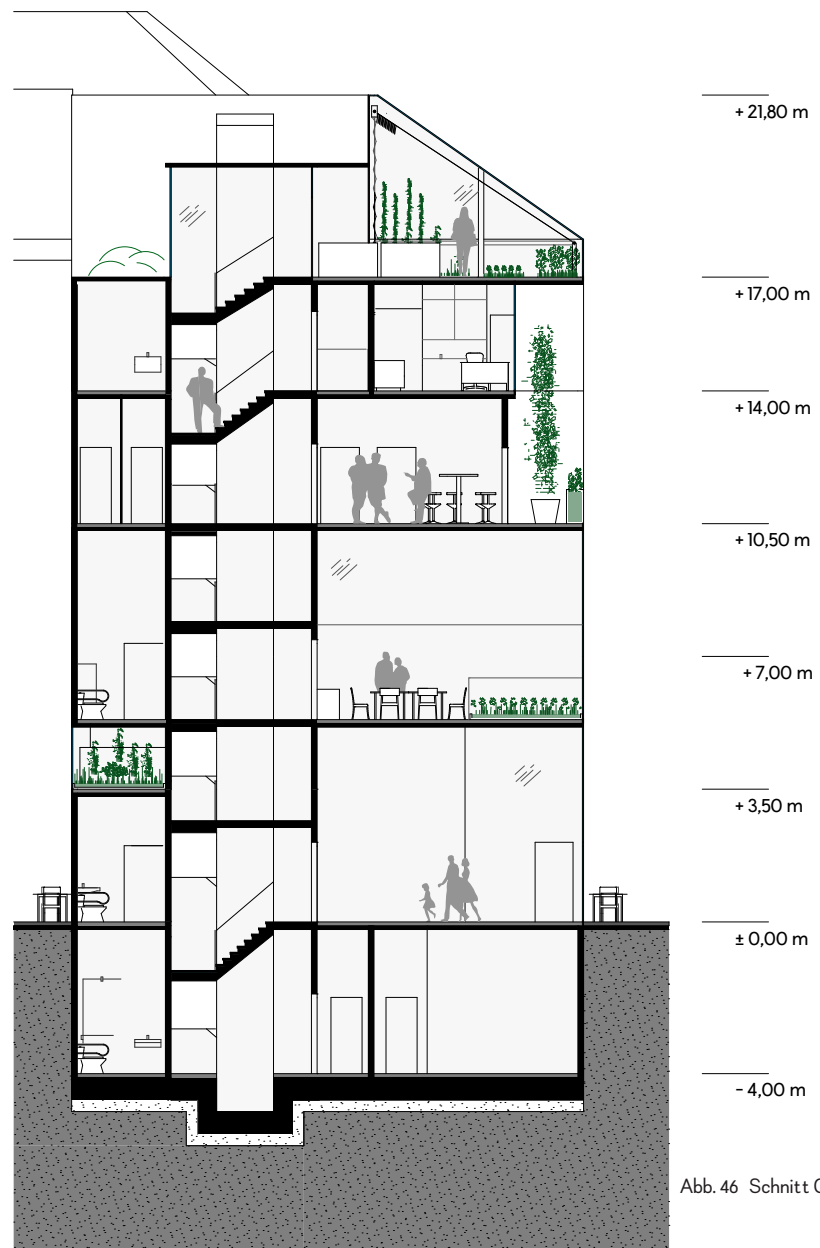 + 21,80 m
+ 17,00 m
+ 14,00 m
+ 10,50 m
+ 7,00 m
+ 3,50 m
± 0,00 m
- 4,00 m
Abb. 46 Schnitt